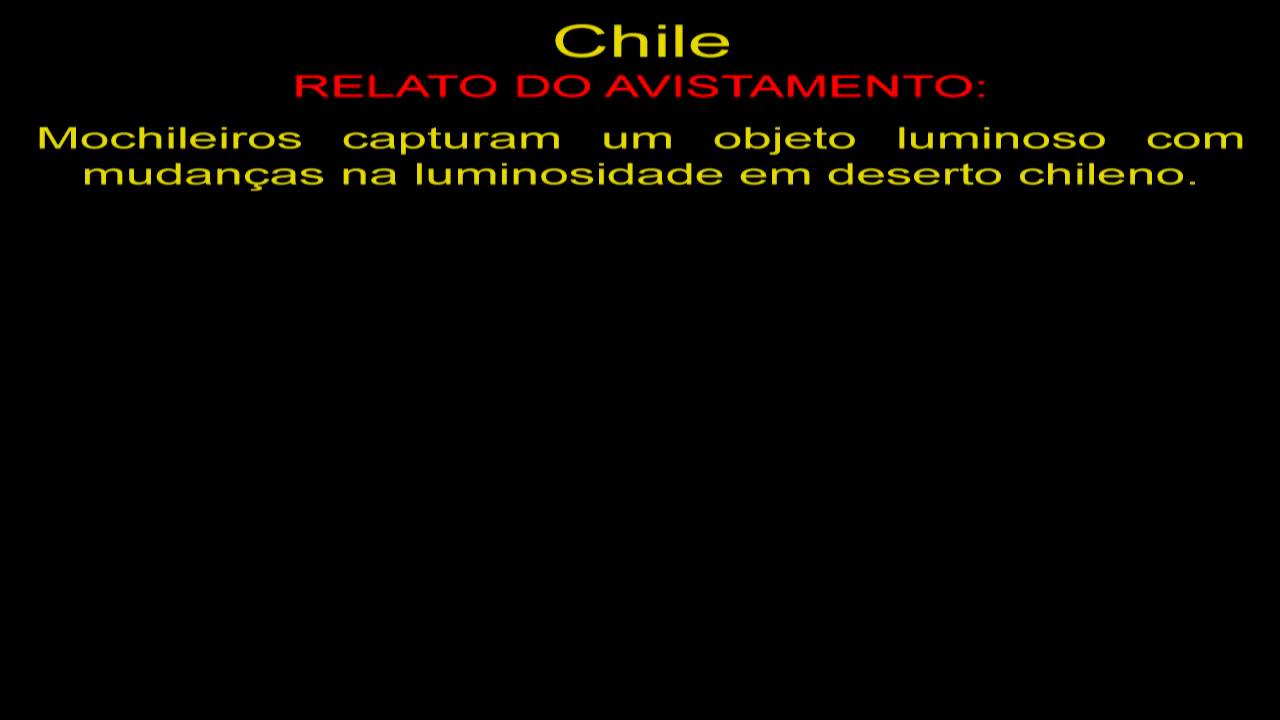 Chile
RELATO DO AVISTAMENTO:
Mochileiros capturam um objeto luminoso com
mudanças na luminosidade em deserto chileno.